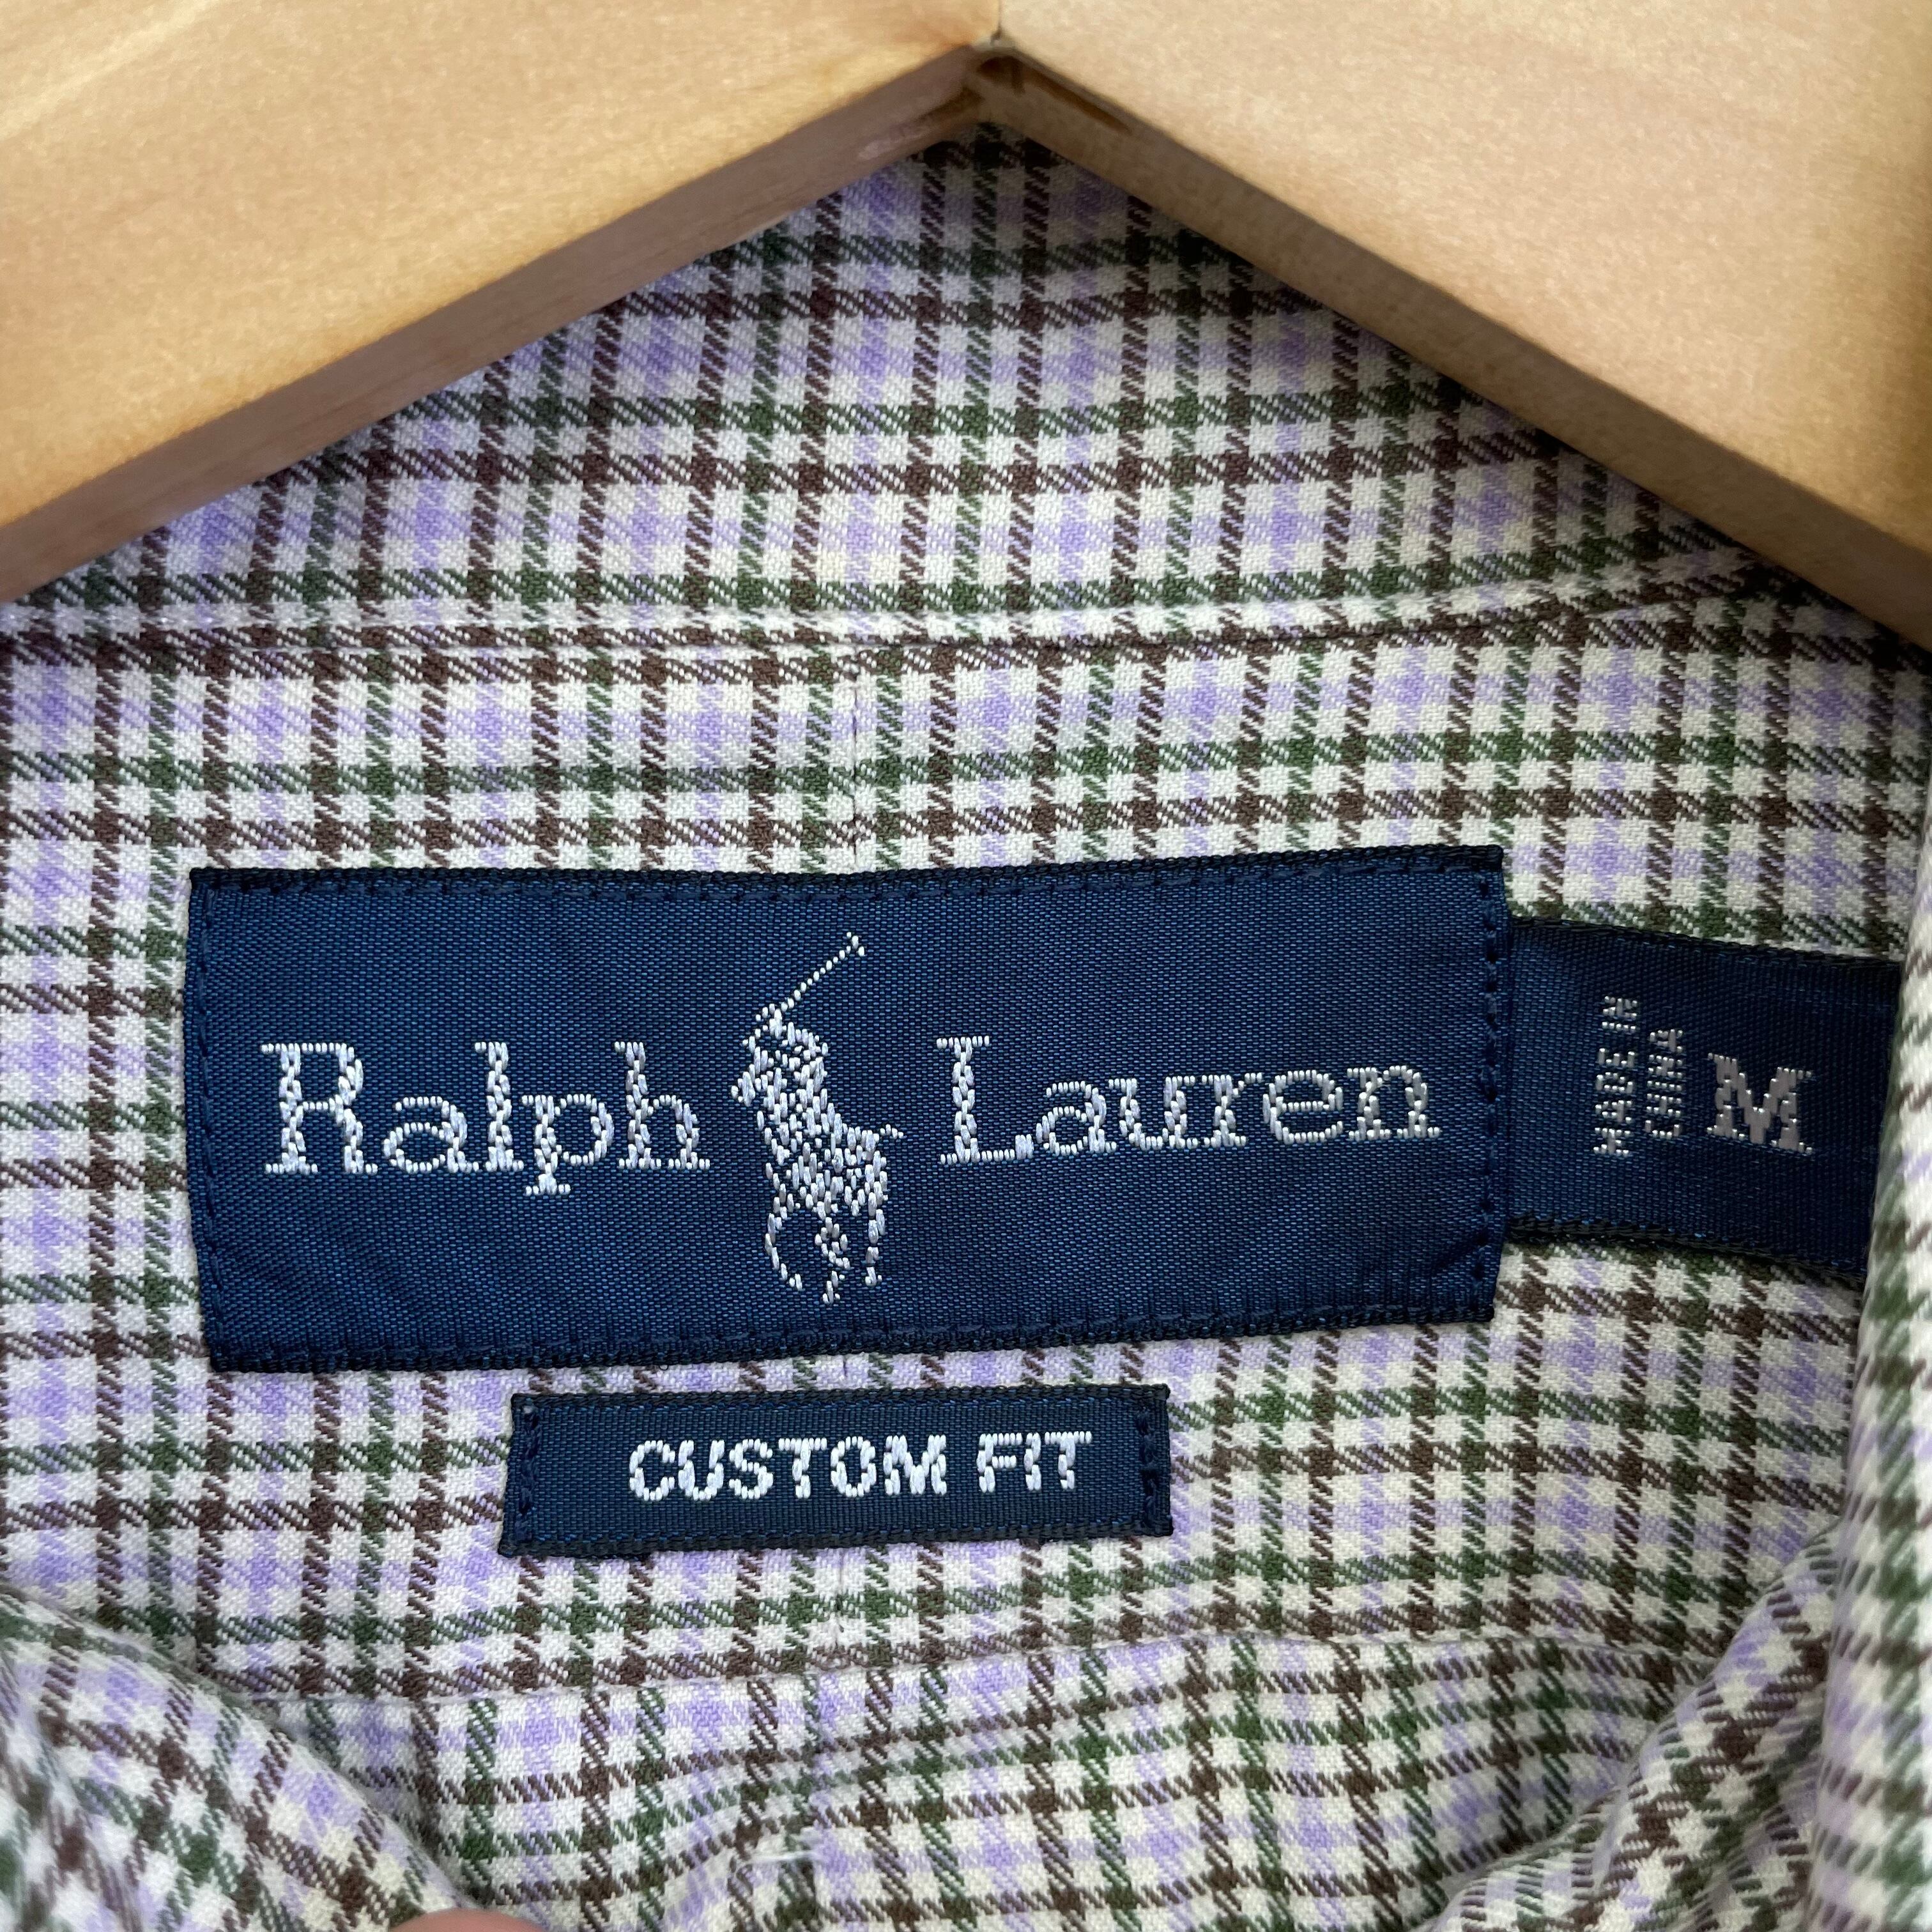 Ralph Lauren
MADE IN
CHINA
M
CUSTOM FIT